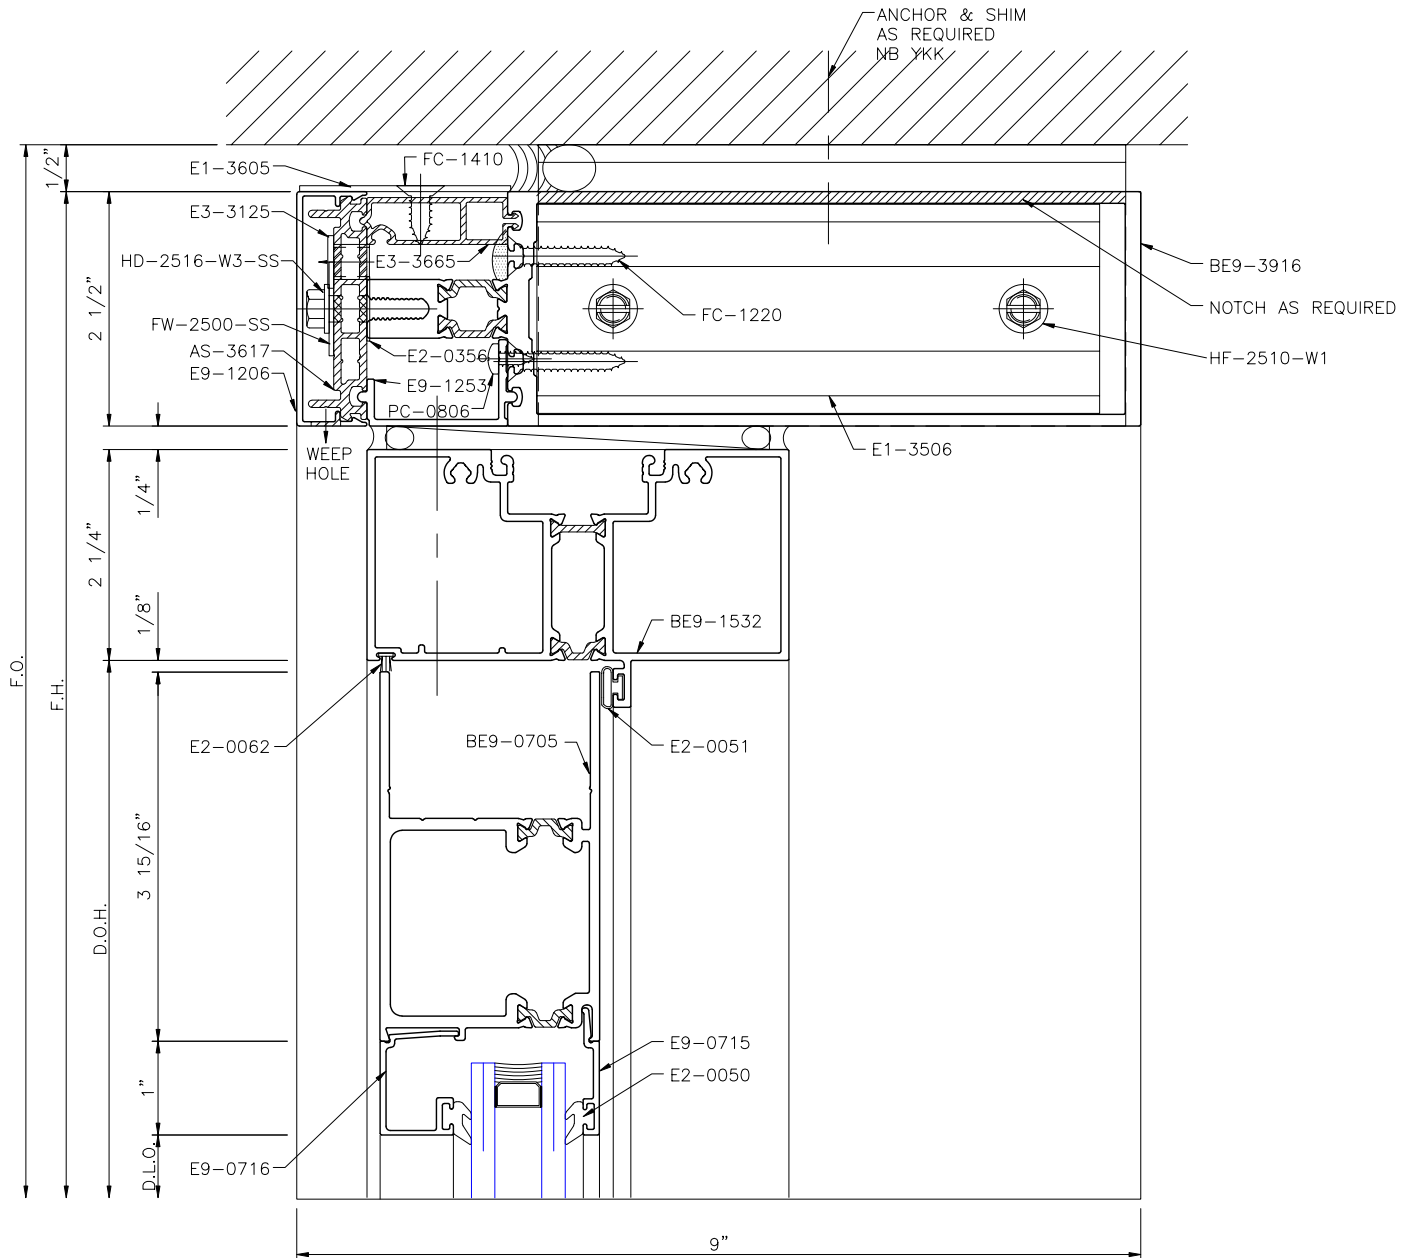 ANCHOR & SHIM
AS REQUIRED
NB YKK
1/2"
E1-3605
FC-1410
E3-3125
E3-3665
HD-2516-W3-SS
BE9-3916
NOTCH AS REQUIRED
FC-1220
2 1/2"
FW-2500-SS
AS-3617
E2-0356
HF-2510-W1
E9-1206
E9-1253
PC-0806
E1-3506
WEEP
HOLE
1/4"
2 1/4"
1/8"
BE9-1532
F.O.
F.H.
E2-0062
BE9-0705
E2-0051
3 15/16"
D.O.H.
E9-0715
E2-0050
1"
E9-0716
D.L.O.
9"